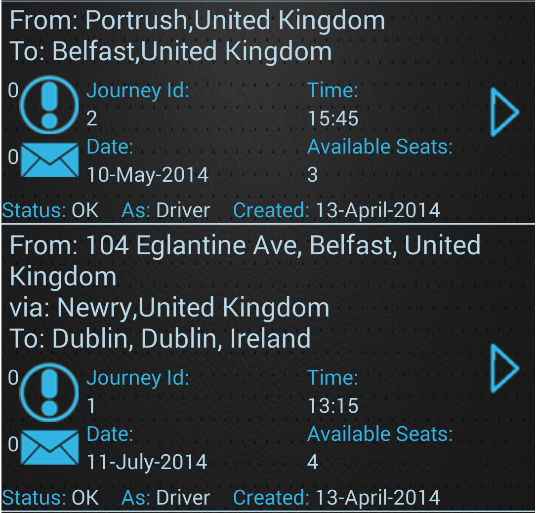 From: Portrush,United Kingdom
To: Belfast,United Kingdom
0 Journey Id: Time:
2 15:45
0 Date: Available Seats:
10-May-2014 3
Status: OK As: Driver Created: 13-April-2014
From: 104 Eglantine Ave, Belfast, United
Kingdom
via: Newry,United Kingdom
To: Dublin, Dublin, Ireland
0 Journey Id: Time:
1 13:15
0 Date: Available Seats:
11-July-2014 4
Status: OK As: Driver Created: 13-April-2014